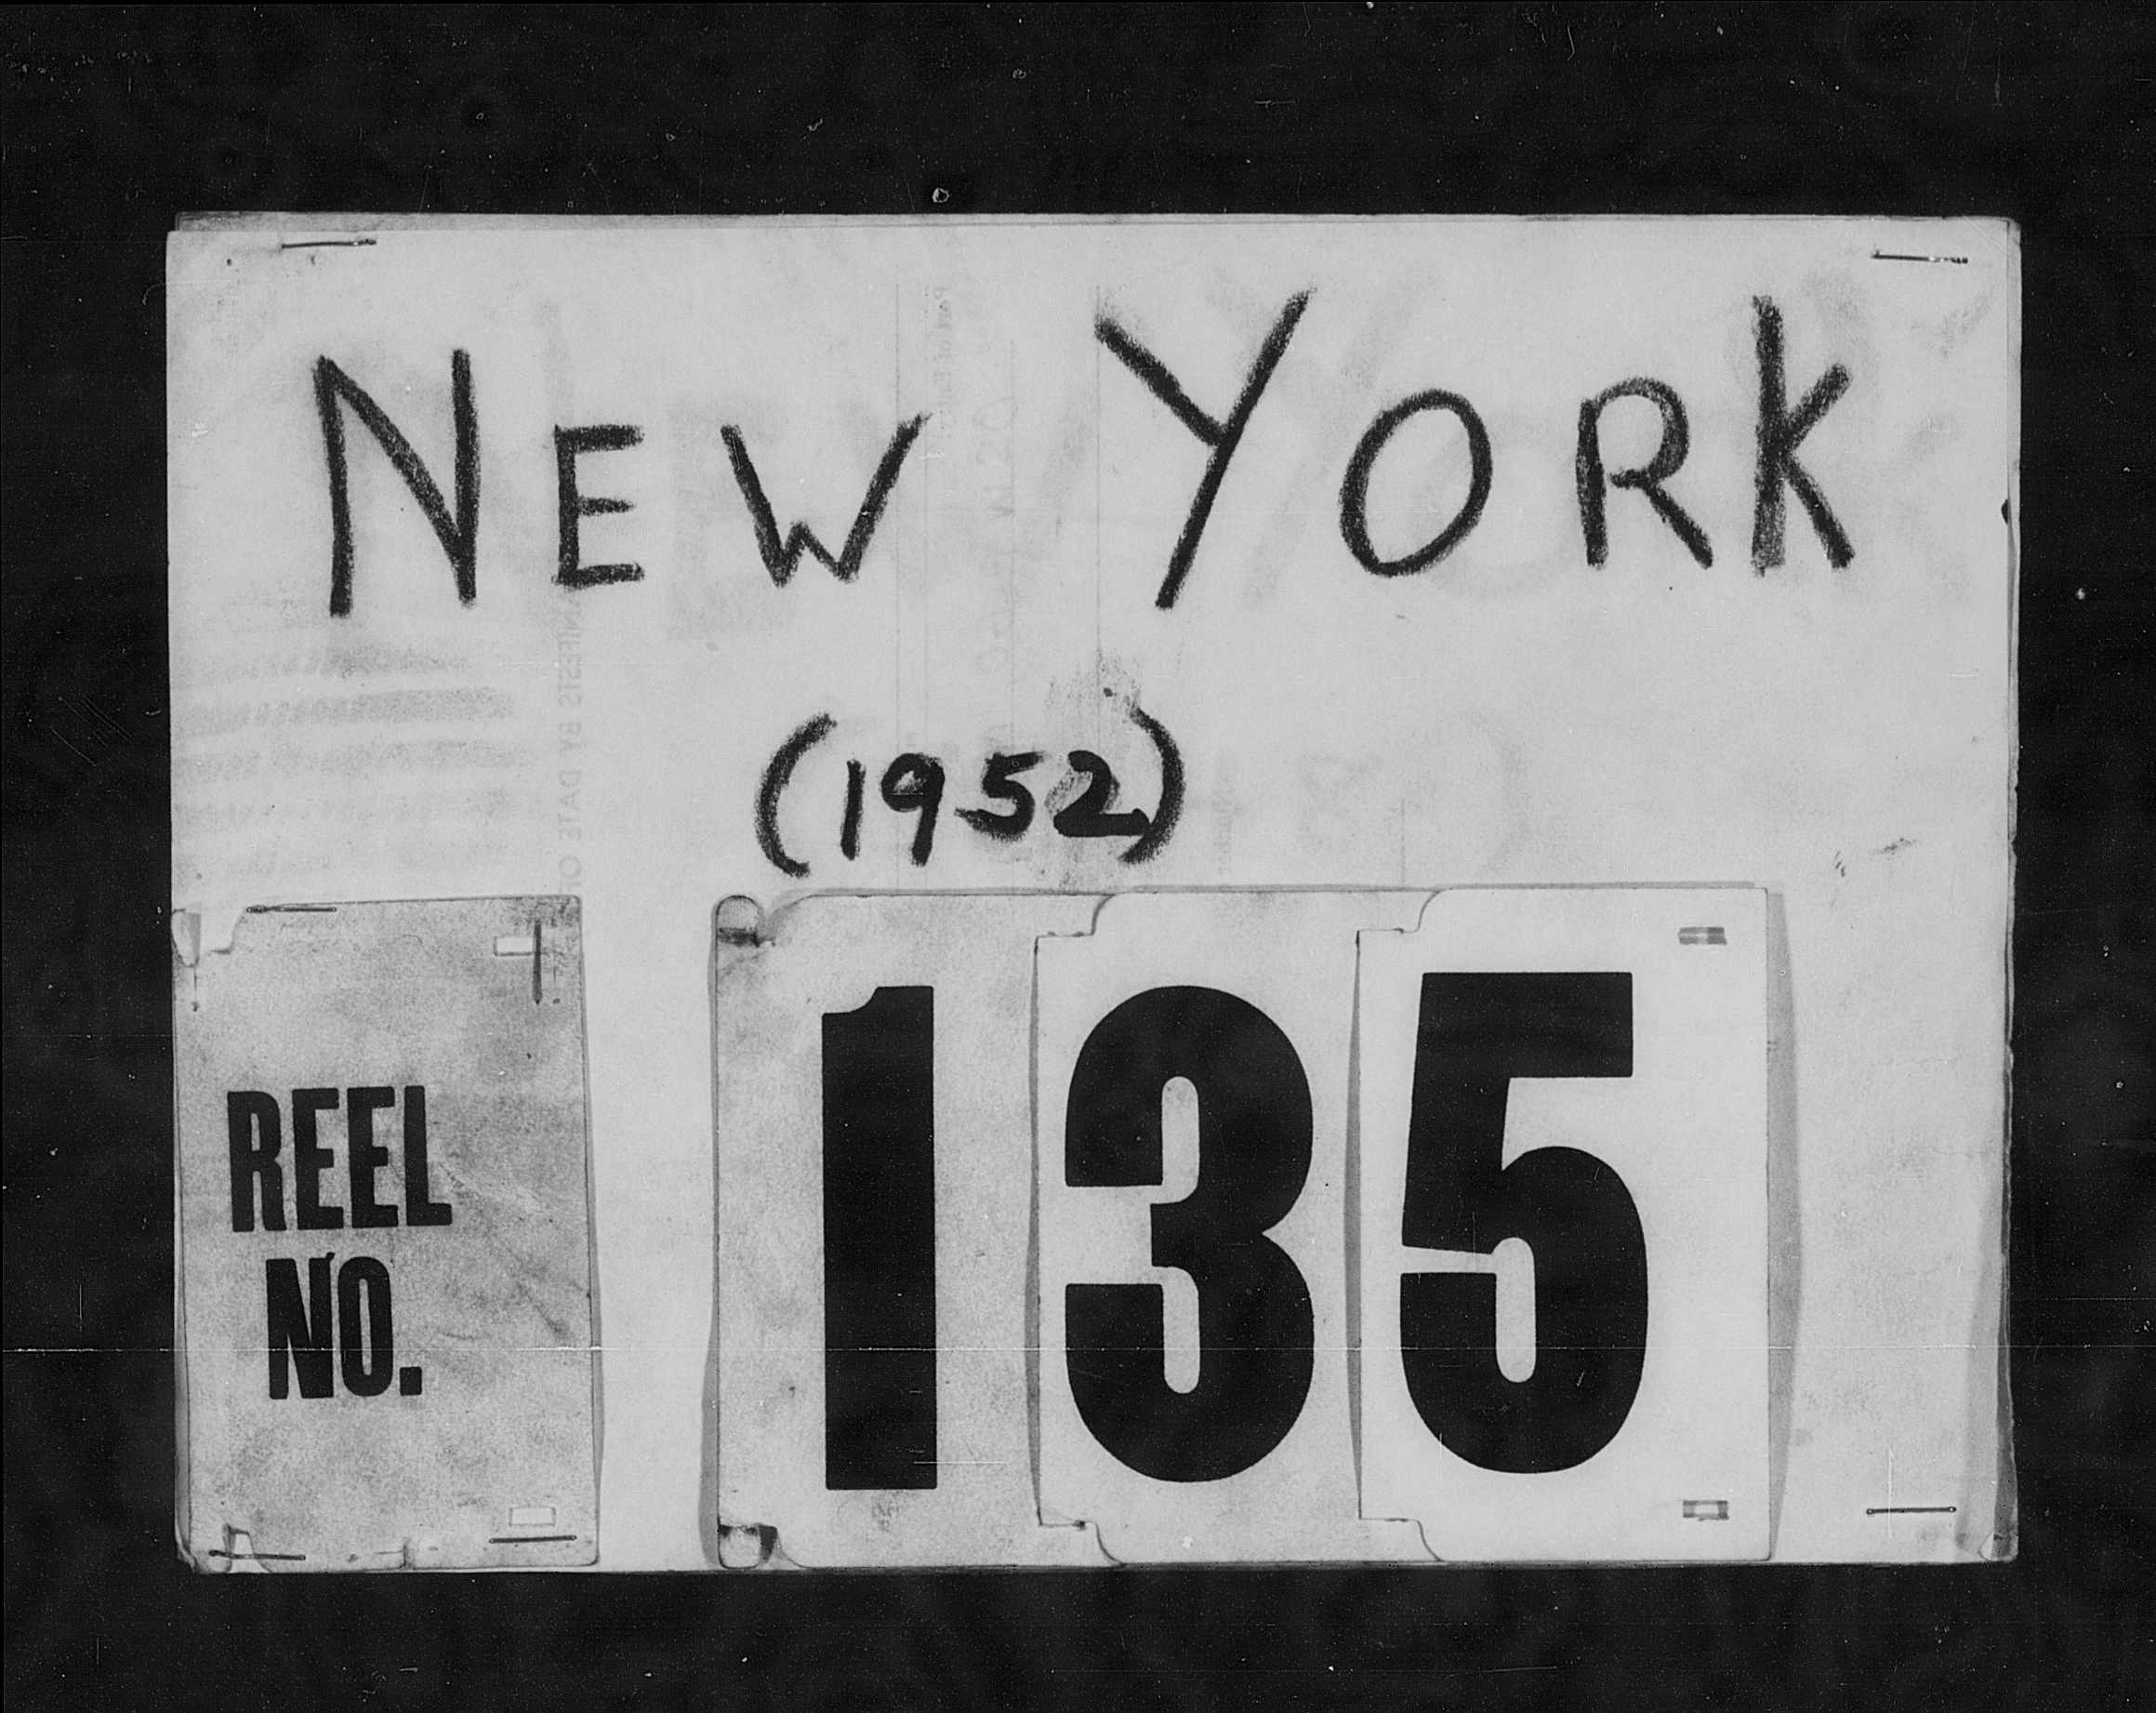 NEW YORK
(1952)
REEL
NO.
135